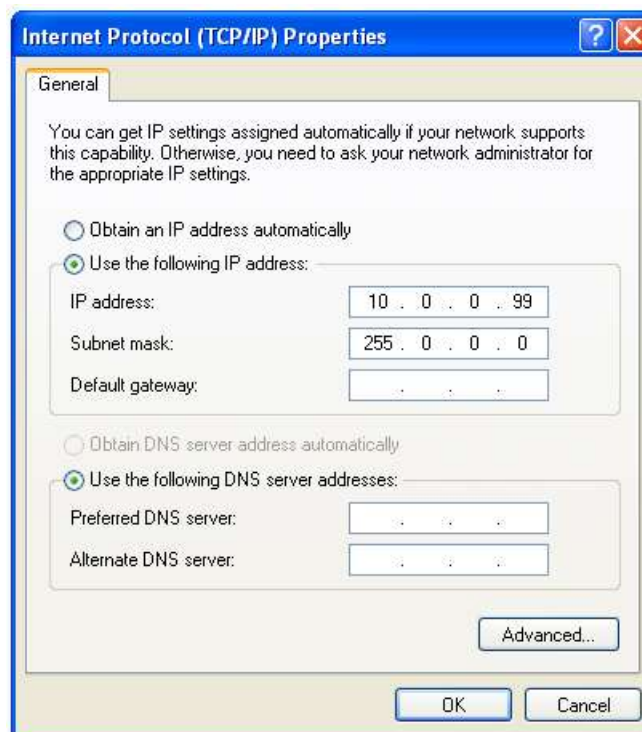 Internet Protocol (TCP/IP) Properties
General
You can get IP settings assigned automatically if your network supports
this capability. Otherwise, you need to ask your network administrator for
the appropriate IP settings.
Obtain an IP address automatically
Use the following IP address:
IP address: 10 . 0 . 0 . 99
Subnet mask: 255 . 0 . 0 . 0
Default gateway: . . .
Obtain DNS server address automatically
Use the following DNS server addresses:
Preferred DNS server: . . .
Alternate DNS server: . . .
Advanced...
OK Cancel